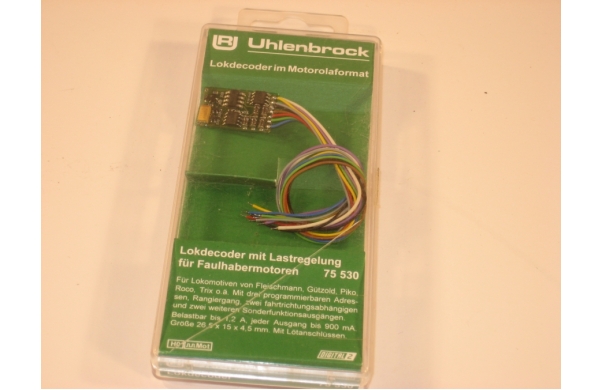 Uhlenbrock
Lokdecoder im Motorolaformat
Lokdecoder mit Lastregelung
für Faulhabermotoren 75 530
Für Lokomotiven von Fleischmann, Gützold, Piko,
Roco, Trix o.ä. Mit drei programmierbaren Adres-
sen, Rangiergang, zwei fahrtrichtungsabhängigen
und zwei weiteren Sonderfunktionsausgängen.
Belastbar bis 1.2 A, jeder Ausgang bis 900 mA.
Größe 26,5 x 15 x 4,5 mm. Mit Lötanschlüssen.
DIGITAL